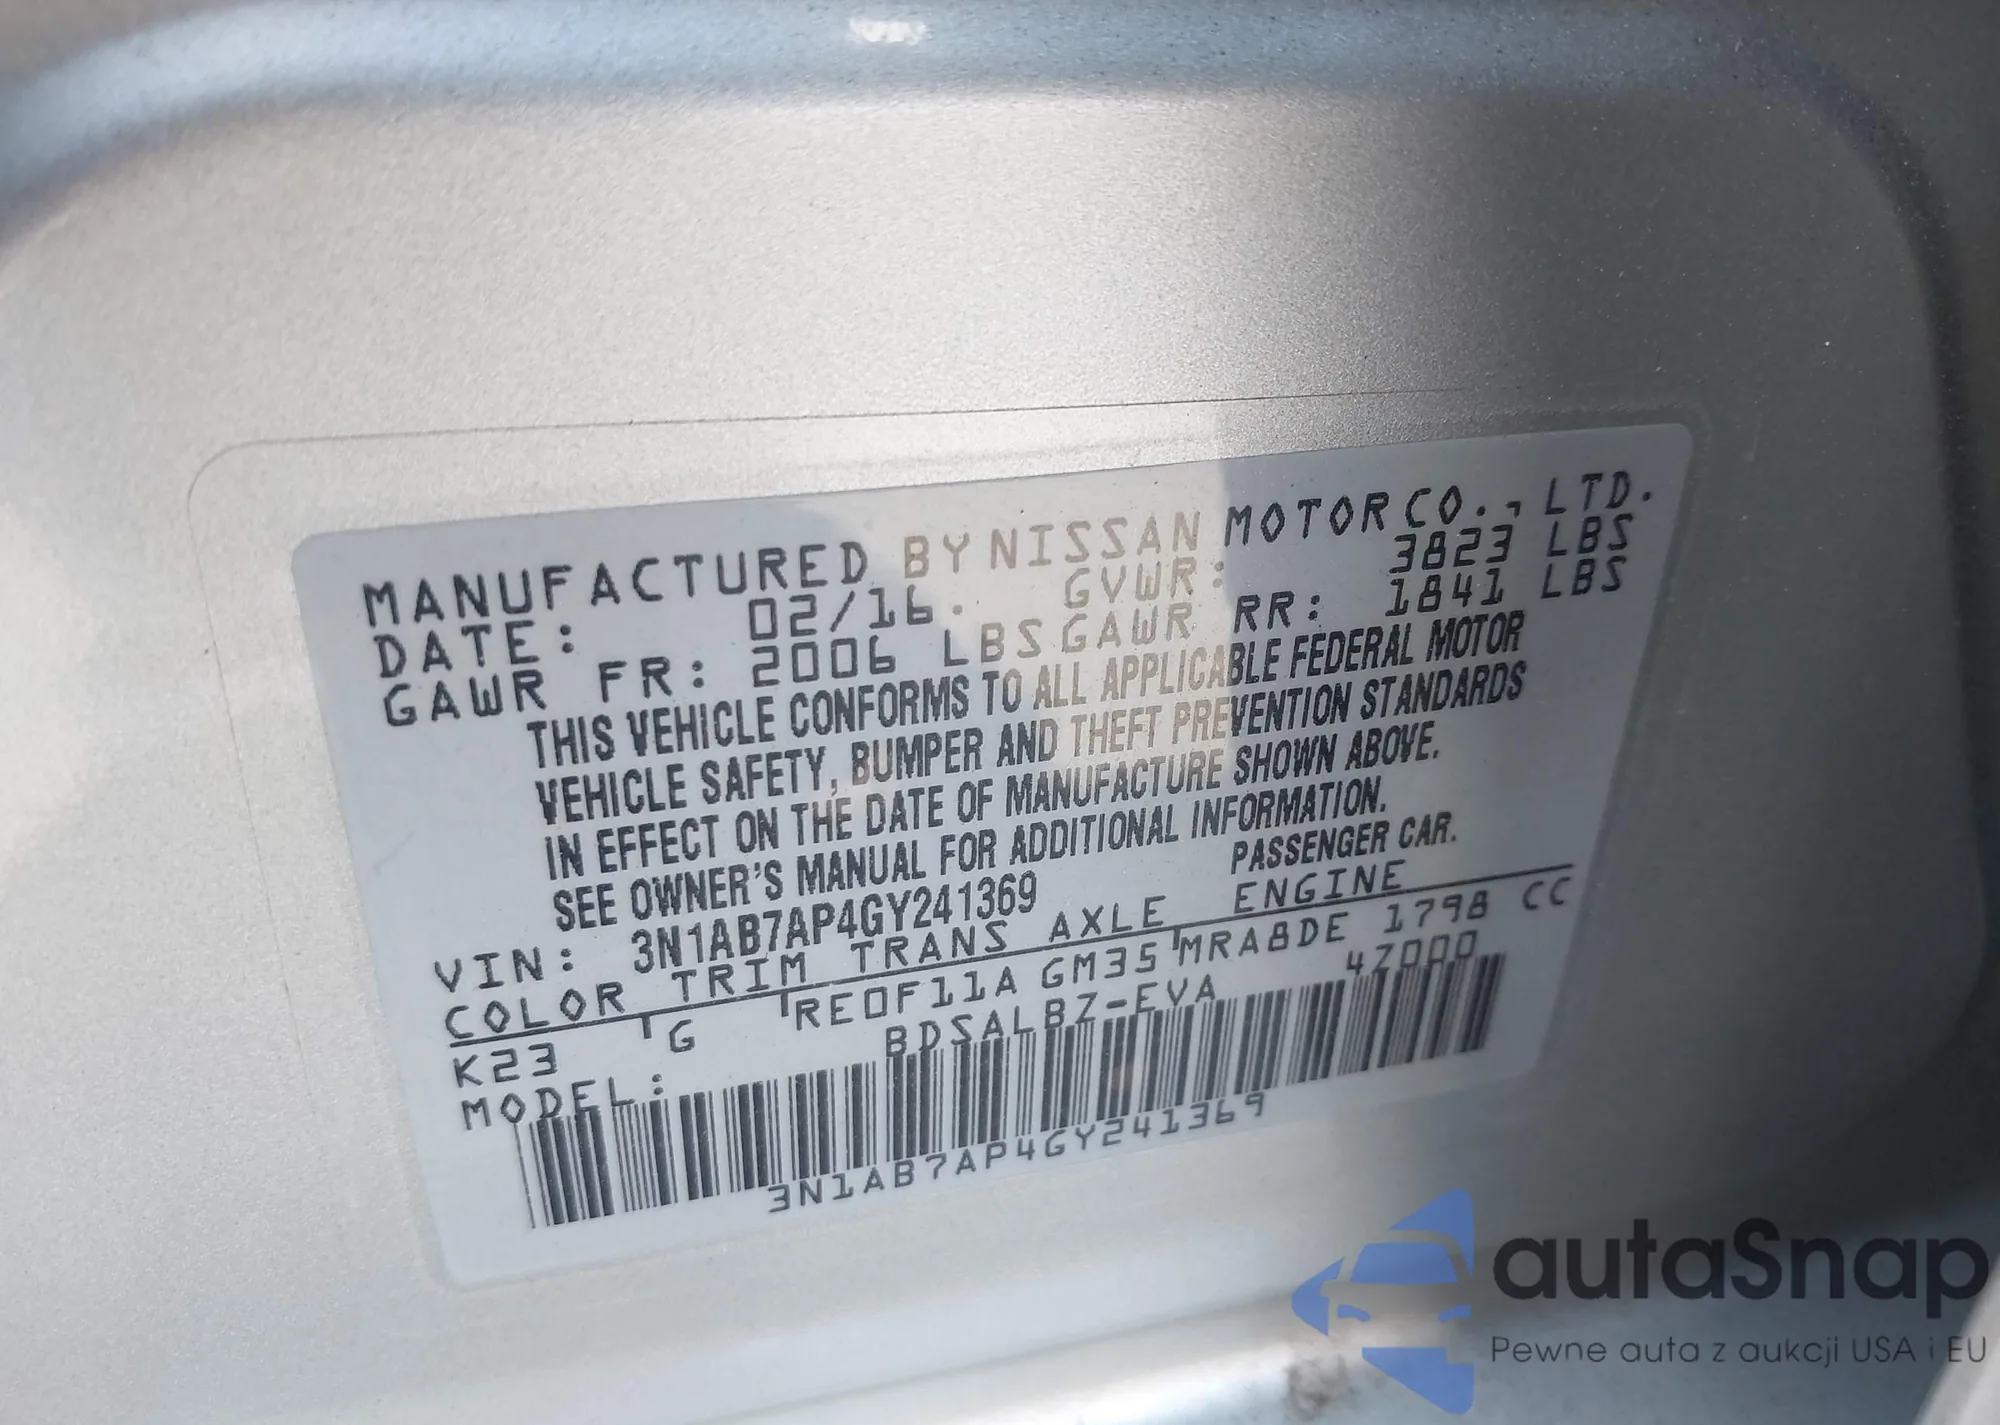 MANUFACTURED BY NISSAN MOTOR CO., LTD.
DATE: 02/16. GVWR: 3823 LBS
GAWR FR: 2006 LBS GAWR RR: 1841 LBS
THIS VEHICLE CONFORMS TO ALL APPLICABLE FEDERAL MOTOR
VEHICLE SAFETY, BUMPER AND THEFT PREVENTION STANDARDS
IN EFFECT ON THE DATE OF MANUFACTURE SHOWN ABOVE.
SEE OWNER'S MANUAL FOR ADDITIONAL INFORMATION.
VIN: 3N1AB7AP4GY241369 PASSENGER CAR.
COLOR TRIM TRANS AXLE ENGINE
K23 G RE0F11A GM35 MRA8DE 1798 CC
MODEL: BDSALBZ-EVA 47000
3N1AB7AP4GY241369
autaSnap
Pewne auta z aukcji USA i EU